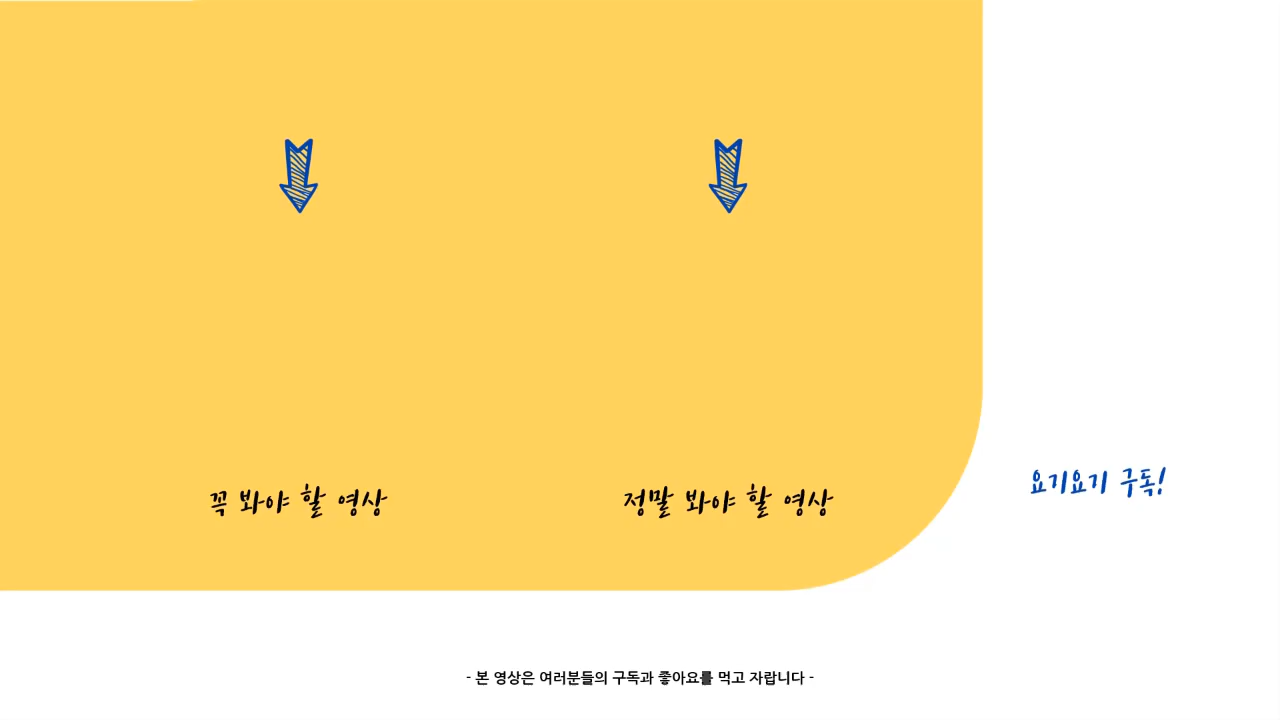 꼭 봐야 할 영상
정말 봐야 할 영상
요기요기 구독!
- 본 영상은 여러분들의 구독과 좋아요를 먹고 자랍니다 -